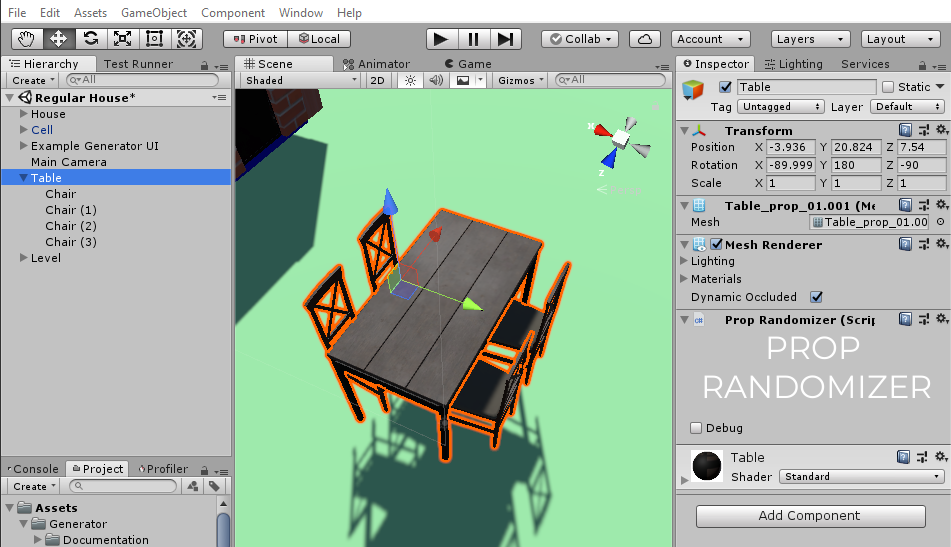 File Edit Assets GameObject Component Window Help
Pivot Local Collab Account Layers Layout
Hierarchy Test Runner
Create All
Regular House*
House
Cell
Example Generator UI
Main Camera
Table
Chair
Chair (1)
Chair (2)
Chair (3)
Level
Console Project Profiler
Create
Assets
Generator
Documentation
Scene Animator Game
Shaded 2D Gizmos All
x
z
Inspector Lighting Services
Table Static
Tag Untagged Layer Default
Transform
Position X -3.936 Y 20.824 Z 7.54
Rotation X -89.999 Y 180 Z -90
Scale X 1 Y 1 Z 1
Table_prop_01.001 (Me
Mesh Table_prop_01.00
Mesh Renderer
Lighting
Materials
Dynamic Occluded
C#
Prop Randomizer (Scrip
PROP
RANDOMIZER
Debug
Table
Shader Standard
Add Component